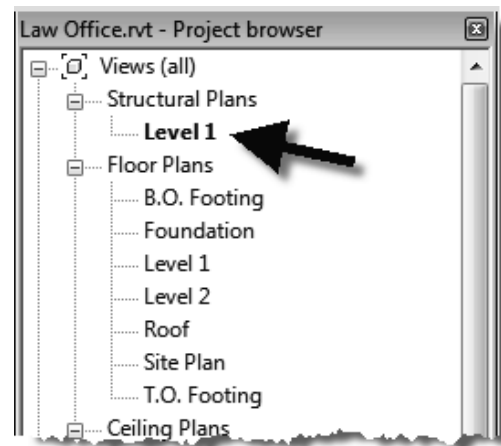 Law Office.rvt - Project browser
Views (all)
Structural Plans
Level 1
Floor Plans
B.O. Footing
Foundation
Level 1
Level 2
Roof
Site Plan
T.O. Footing
Ceiling Plans